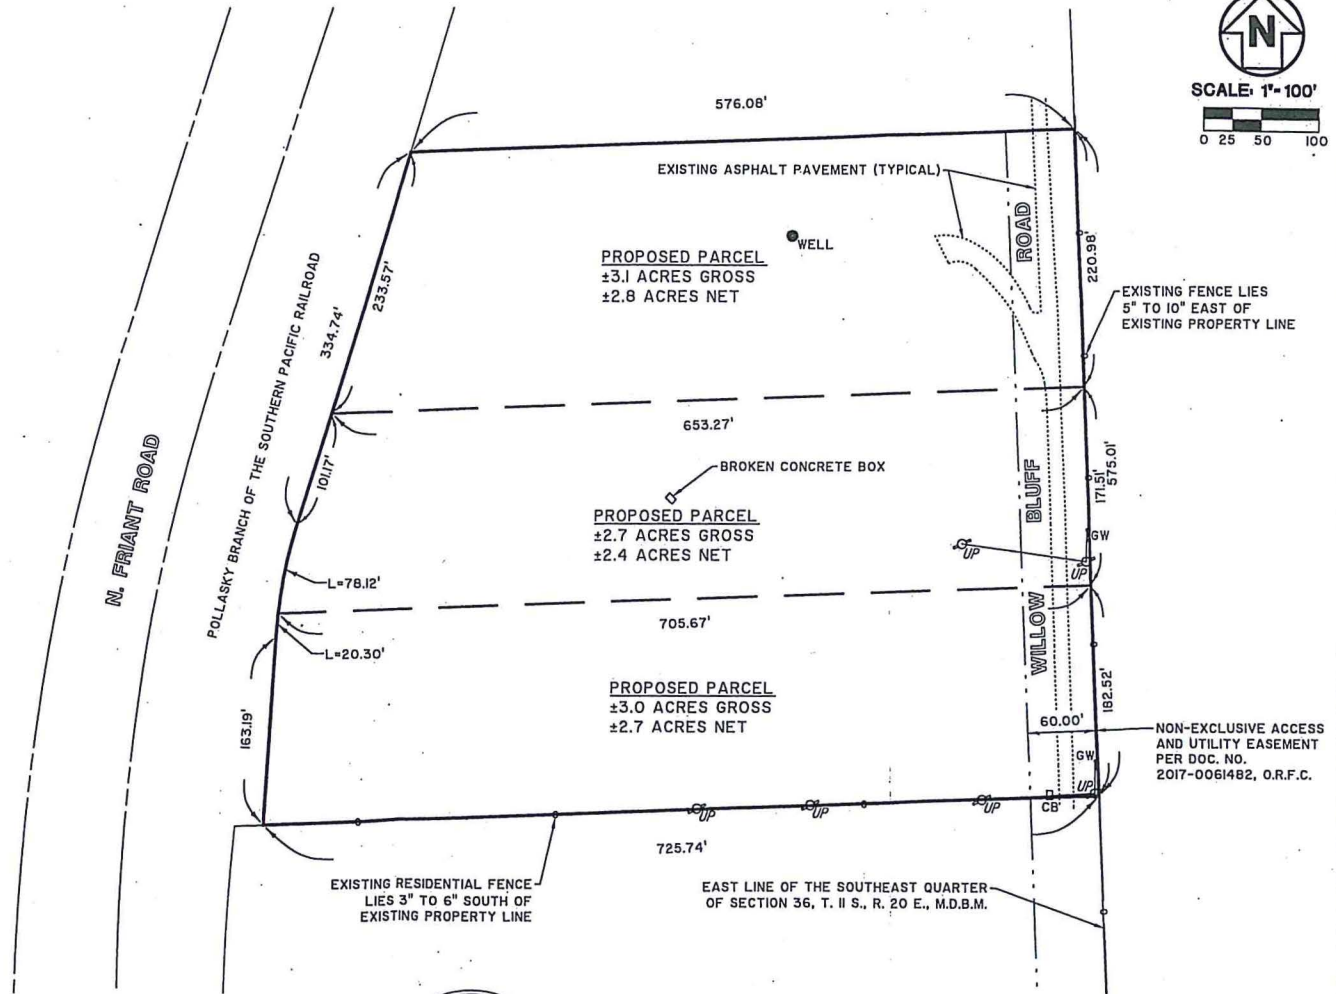 N
SCALE: 1"=100'
0 25 50 100
576.08'
EXISTING ASPHALT PAVEMENT (TYPICAL)
WELL
PROPOSED PARCEL
±3.1 ACRES GROSS
±2.8 ACRES NET
ROAD
220.98'
EXISTING FENCE LIES
5" TO 10" EAST OF
EXISTING PROPERTY LINE
233.57'
334.74'
POLLASKY BRANCH OF THE SOUTHERN PACIFIC RAILROAD
N. FRIANT ROAD
653.27'
101.17'
BROKEN CONCRETE BOX
PROPOSED PARCEL
±2.7 ACRES GROSS
±2.4 ACRES NET
BLUFF
171.51'
575.01'
GW
UP
L=78.12'
705.67'
L=20.30'
WILLOW
PROPOSED PARCEL
±3.0 ACRES GROSS
±2.7 ACRES NET
182.52'
163.19'
60.00'
NON-EXCLUSIVE ACCESS
AND UTILITY EASEMENT
PER DOC. NO.
2017-0061482, O.R.F.C.
GW
UP
UP
UP
UP
CB
725.74'
EXISTING RESIDENTIAL FENCE
LIES 3" TO 6" SOUTH OF
EXISTING PROPERTY LINE
EAST LINE OF THE SOUTHEAST QUARTER
OF SECTION 36, T. 11 S., R. 20 E., M.D.B.M.